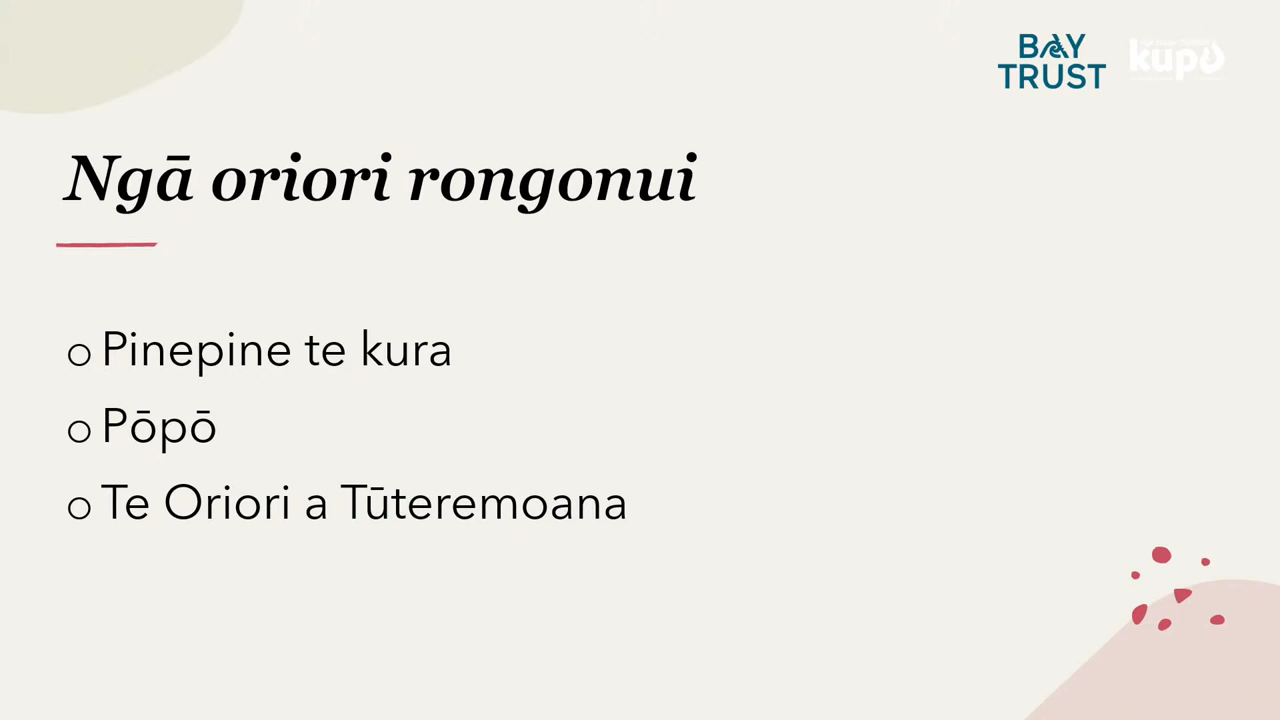 BAY
TRUST
kupu
Ngā oriori rongonui
o Pinepine te kura
o Pōpō
o Te Oriori a Tūteremoana